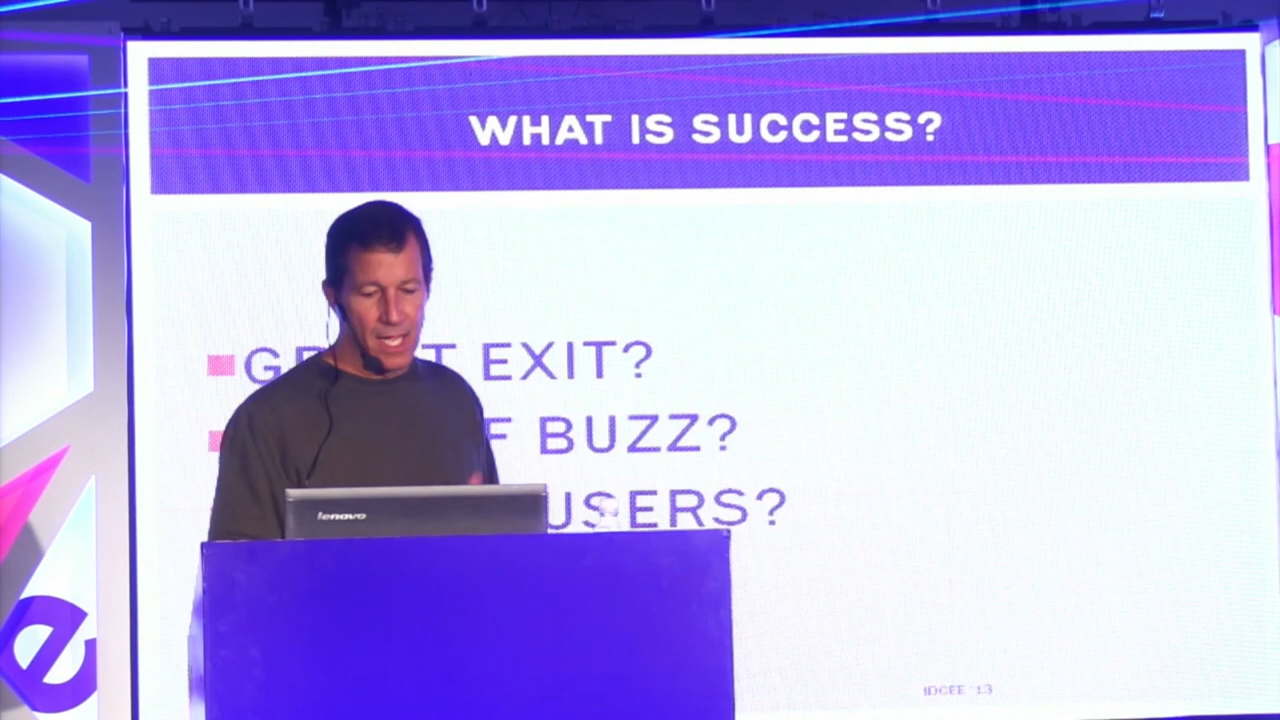 WHAT IS SUCCESS?
EXIT?
BUZZ?
USERS?
lenovo
IDCEE '13
e